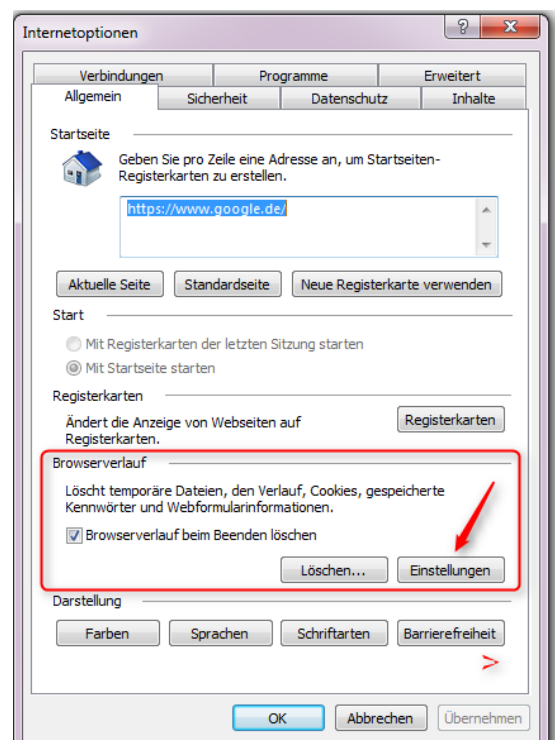 Internetoptionen
?
X
Verbindungen Programme Erweitert
Allgemein Sicherheit Datenschutz Inhalte
Startseite
Geben Sie pro Zeile eine Adresse an, um Startseiten-
Registerkarten zu erstellen.
https://www.google.de/
Aktuelle Seite Standardseite Neue Registerkarte verwenden
Start
Mit Registerkarten der letzten Sitzung starten
Mit Startseite starten
Registerkarten
Ändert die Anzeige von Webseiten auf
Registerkarten.
Registerkarten
Browserverlauf
Löscht temporäre Dateien, den Verlauf, Cookies, gespeicherte
Kennwörter und Webformularinformationen.
Browserverlauf beim Beenden löschen
Löschen... Einstellungen
Darstellung
Farben Sprachen Schriftarten Barrierefreiheit
>
OK Abbrechen Übernehmen